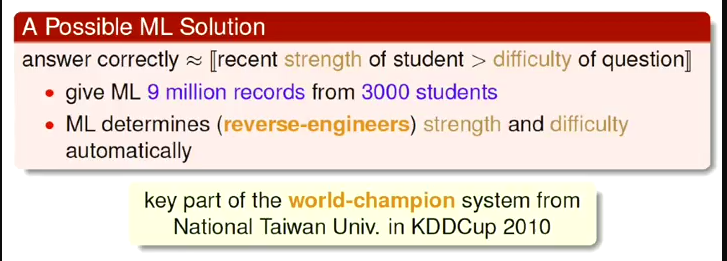 A Possible ML Solution
answer correctly ≈ ⟦recent strength of student > difficulty of question⟧
• give ML 9 million records from 3000 students
• ML determines (reverse-engineers) strength and difficulty
automatically
key part of the world-champion system from
National Taiwan Univ. in KDDCup 2010